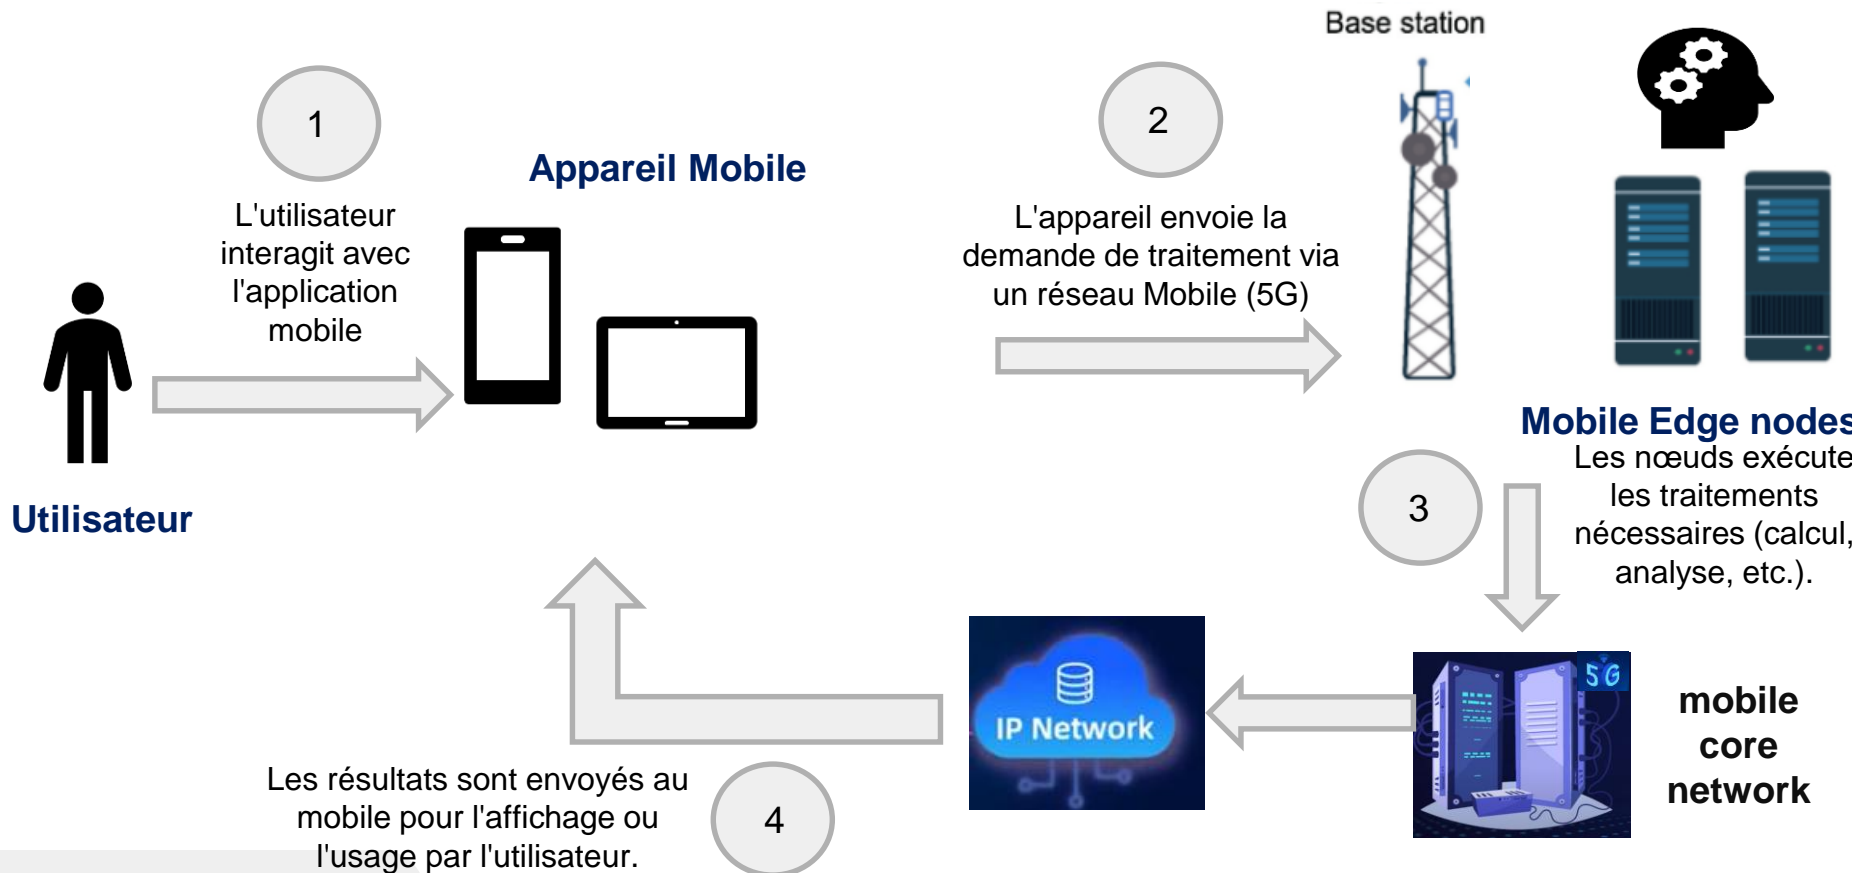 Base station
1
2
Appareil Mobile
L'utilisateur
interagit avec
l'application
mobile
L'appareil envoie la
demande de traitement via
un réseau Mobile (5G)
Utilisateur
Mobile Edge nodes
3
Les nœuds exécute
les traitements
nécessaires (calcul,
analyse, etc.).
IP Network
5G
mobile
core
network
Les résultats sont envoyés au
mobile pour l'affichage ou
l'usage par l'utilisateur.
4